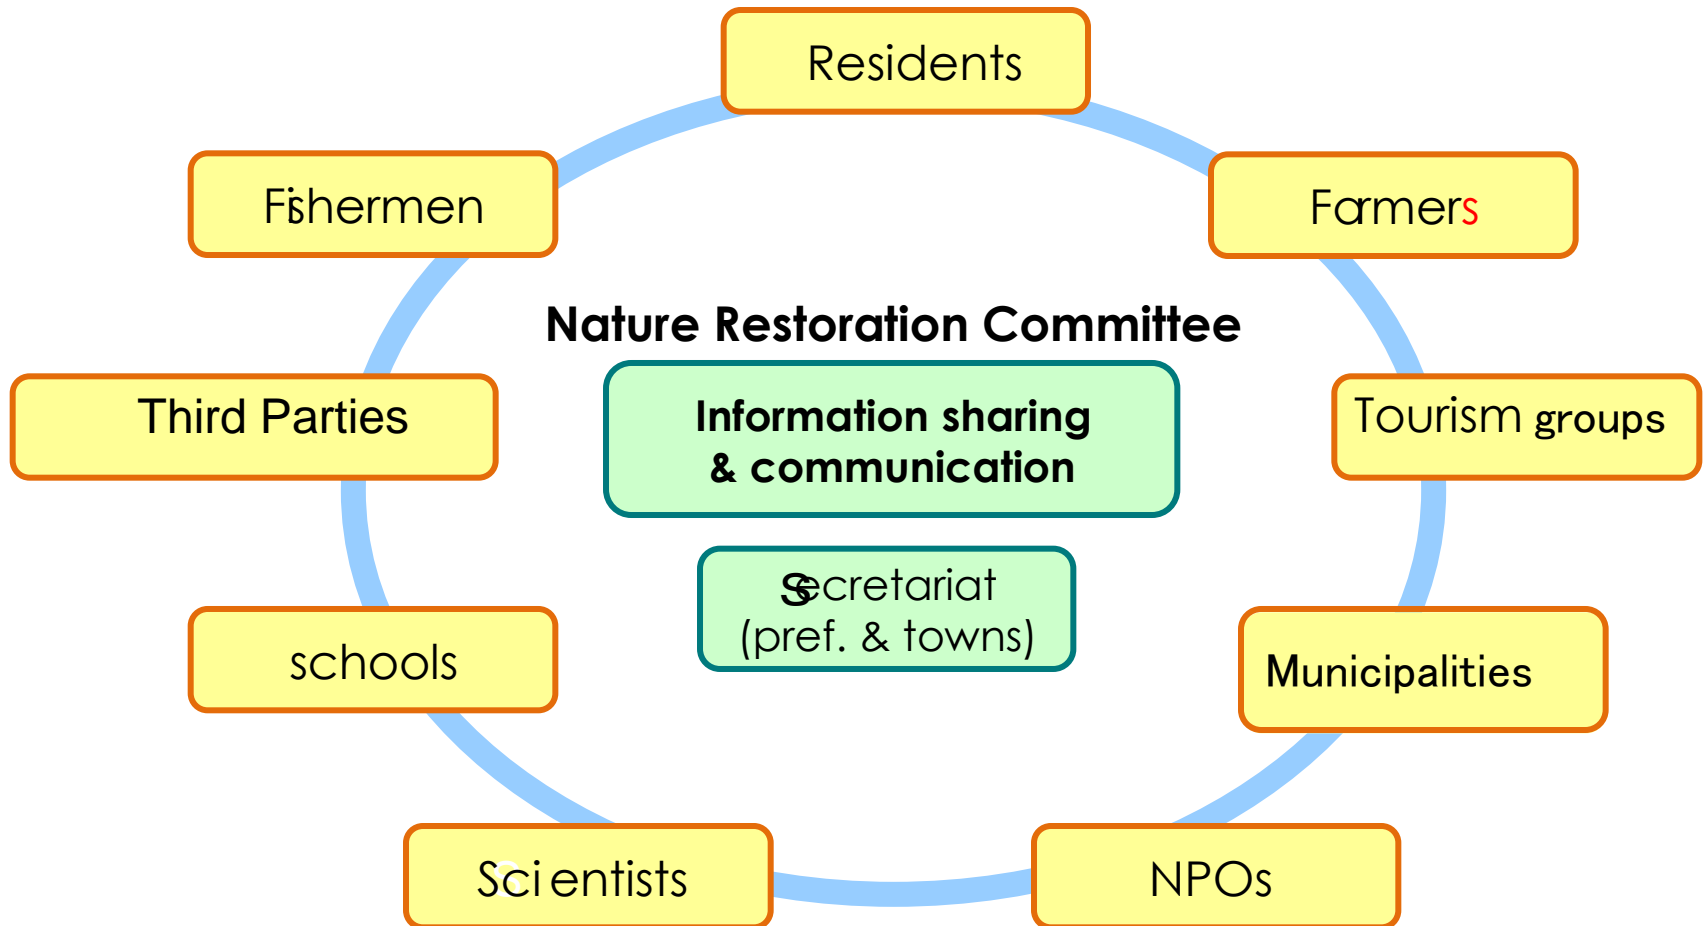 Residents
Fishermen
Farmers
Nature Restoration Committee
Third Parties
Information sharing
& communication
Tourism groups
Secretariat
(pref. & towns)
schools
Municipalities
Scientists
NPOs